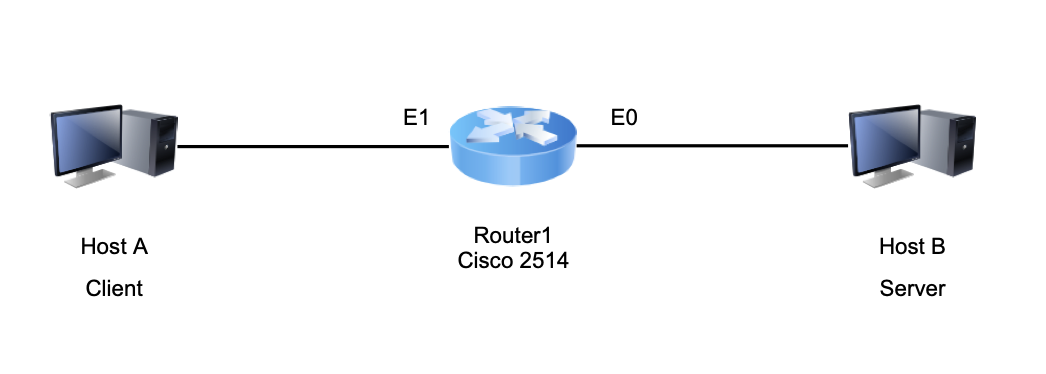 E1
E0
Router1
Cisco 2514
Host A
Client
Host B
Server